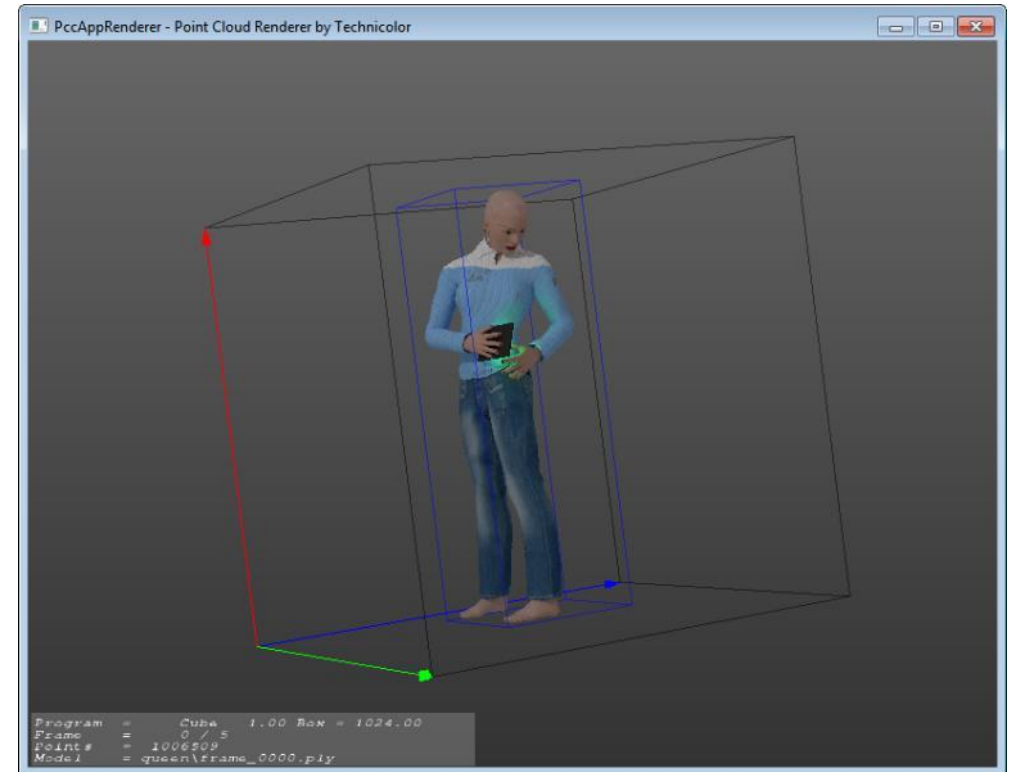 PccAppRenderer - Point Cloud Renderer by Technicolor
Program = Cube 1.00 Box = 1024.00
Frame = 0 / 5
Points = 1006509
Model = queen\frame_0000.ply